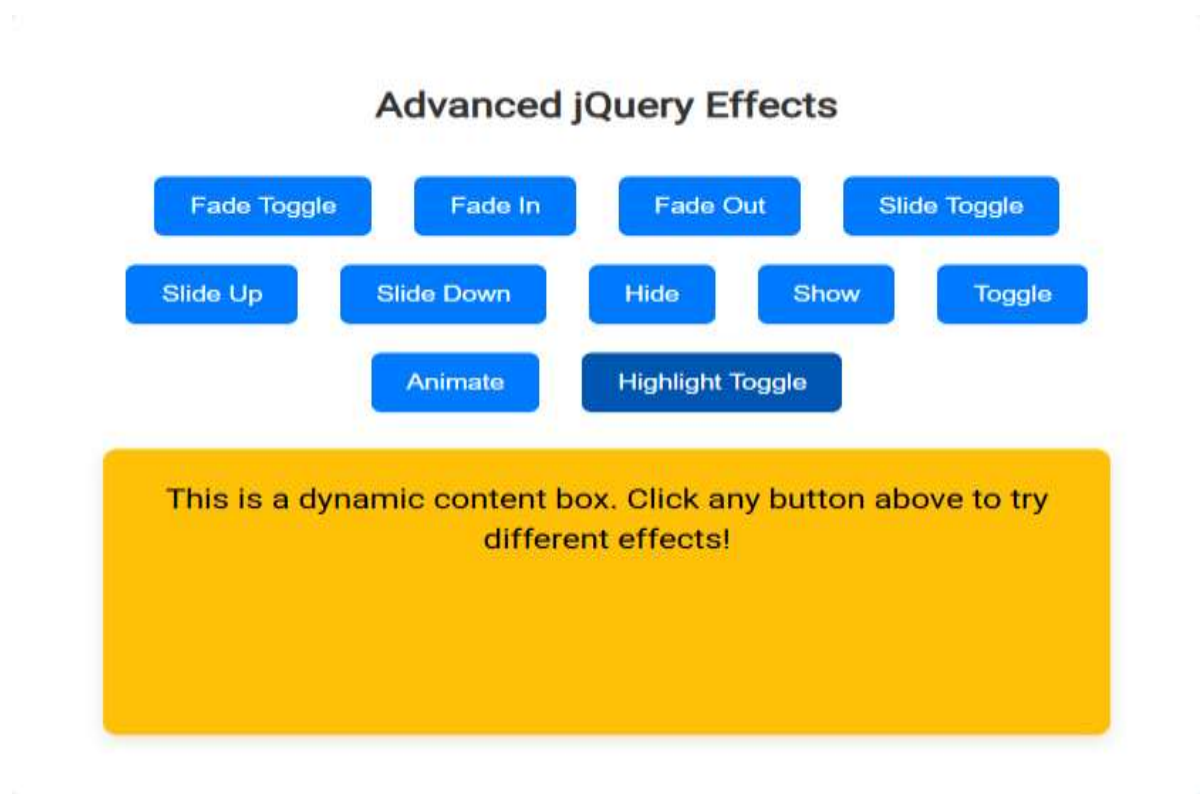 Advanced jQuery Effects
Fade Toggle Fade In Fade Out Slide Toggle
Slide Up Slide Down Hide Show Toggle
Animate Highlight Toggle
This is a dynamic content box. Click any button above to try
different effects!